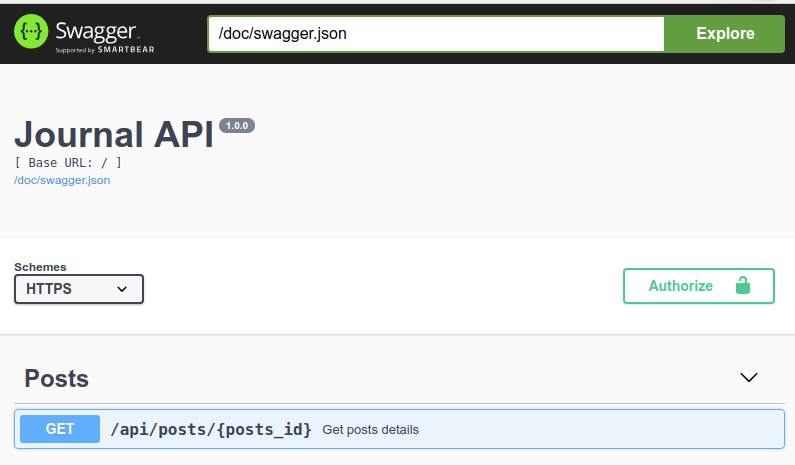 {···} Swagger
Supported by SMARTBEAR
/doc/swagger.json
Explore
Journal API 1.0.0
[ Base URL: / ]
/doc/swagger.json
Schemes
HTTPS
Authorize
Posts
GET /api/posts/{posts_id} Get posts details